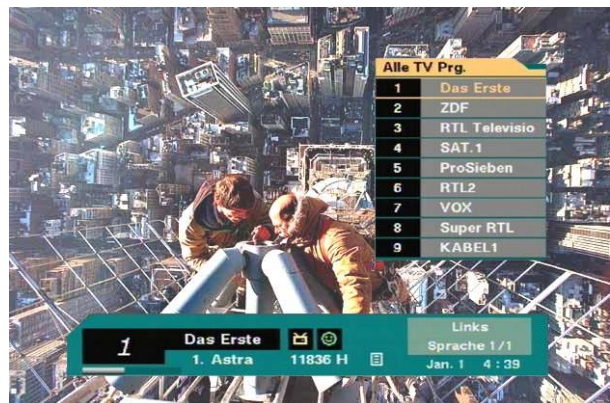 Alle TV Prg.
1 Das Erste
2 ZDF
3 RTL Televisio
4 SAT.1
5 ProSieben
6 RTL2
7 VOX
8 Super RTL
9 KABEL1
1 Das Erste
1. Astra 11836 H
Links
Sprache 1/1
Jan. 1 4:39